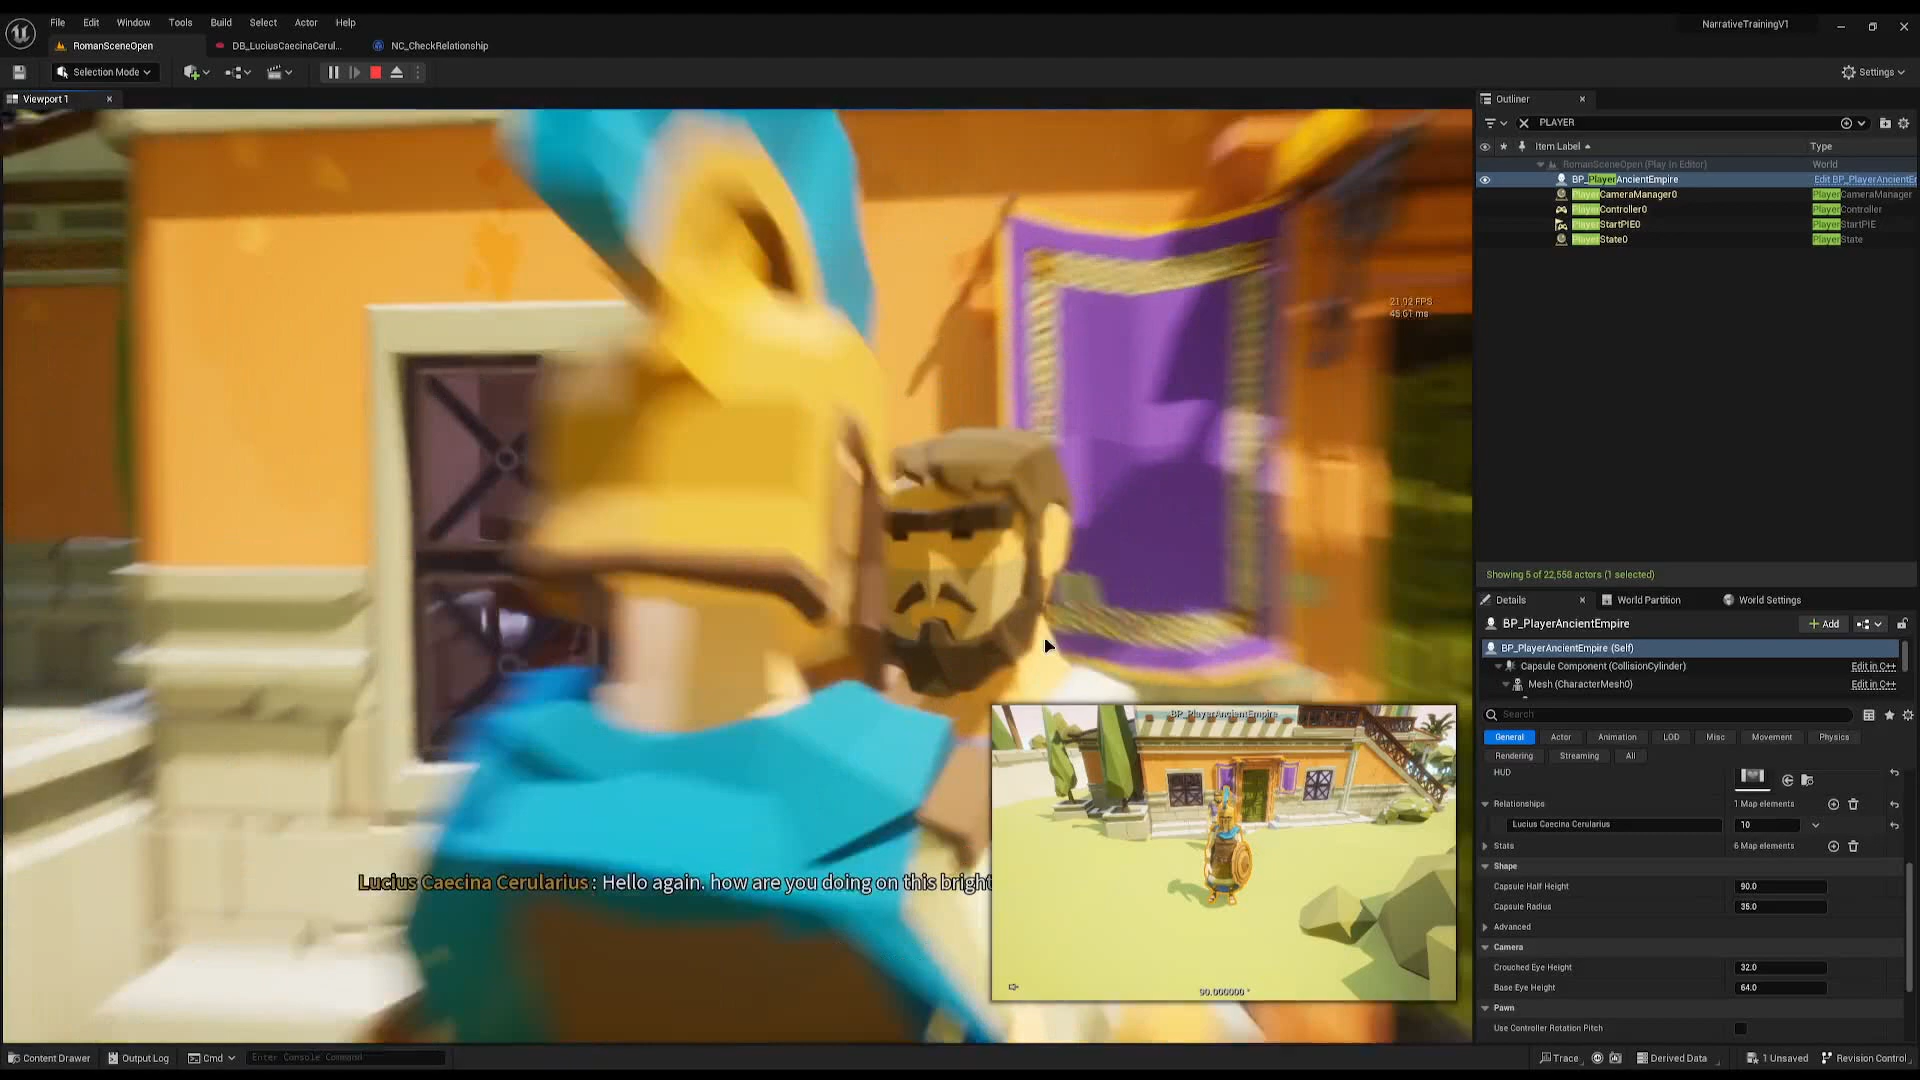 File Edit Window Tools Build Select Actor Help
NarrativeTrainingV1
RomanSceneOpen
DB_LuciusCaecinaCerul...
NC_CheckRelationship
Selection Mode
Settings
Viewport 1
21.92 FPS
Lucius Caecina Cerularius : Hello again. how are you doing on this bright
BP_PlayerAncientEmpire
90.000000 °
Outliner
PLAYER
Item Label
Type
RomanSceneOpen (Play In Editor)
World
BP_PlayerAncientEmpire
Edit BP_PlayerAncientEr
PlayerCameraManager0
PlayerCameraManager
PlayerController0
PlayerController
PlayerStartPIE0
PlayerStartPIE
PlayerState0
PlayerState
Showing 5 of 22,558 actors (1 selected)
Details
World Partition
World Settings
BP_PlayerAncientEmpire
Add
BP_PlayerAncientEmpire (Self)
Capsule Component (CollisionCylinder)
Edit in C++
Mesh (CharacterMesh0)
Edit in C++
Search
General Actor Animation LOD Misc Movement Physics
Rendering Streaming All
HUD
Relationships
1 Map elements
Lucius Caecina Cerularius
10
Stats
6 Map elements
Shape
Capsule Half Height
90.0
Capsule Radius
35.0
Advanced
Camera
Crouched Eye Height
32.0
Base Eye Height
64.0
Pawn
Use Controller Rotation Pitch
Content Drawer
Output Log
Cmd
Enter Console Command
Trace
Derived Data
1 Unsaved
Revision Control